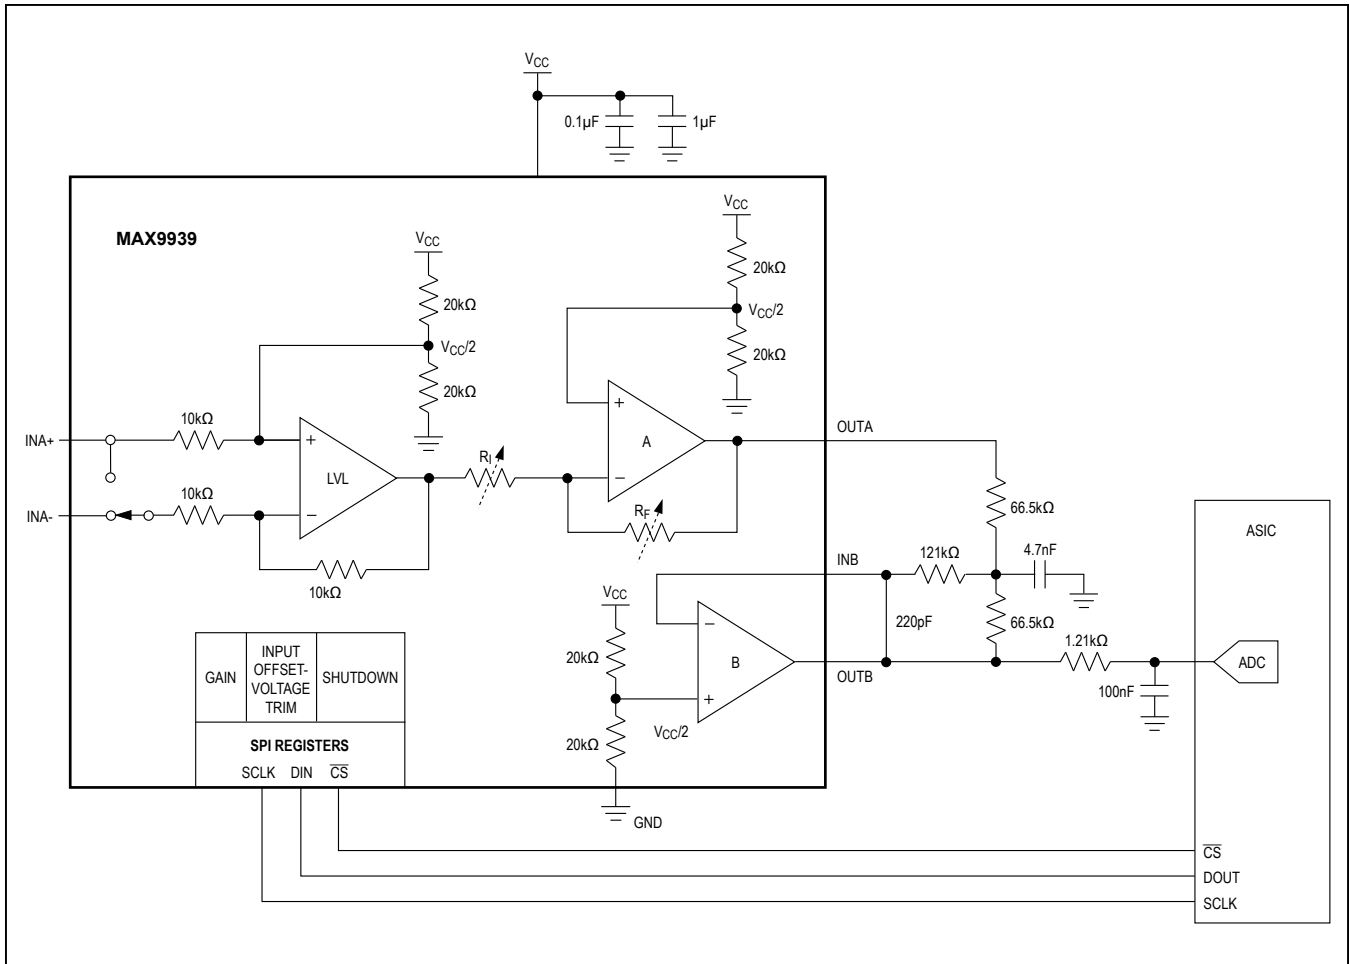 VCC
0.1µF
1µF
MAX9939
VCC
20kΩ
VCC/2
20kΩ
VCC
20kΩ
VCC/2
20kΩ
INA+
10kΩ
+
LVL
−
INA-
10kΩ
10kΩ
RI
+
A
−
RF
OUTA
66.5kΩ
ASIC
INB
121kΩ
4.7nF
VCC
220pF
66.5kΩ
20kΩ
−
B
+
OUTB
1.21kΩ
ADC
100nF
VCC/2
20kΩ
GND
GAIN
INPUT
OFFSET-
VOLTAGE
TRIM
SHUTDOWN
SPI REGISTERS
SCLK DIN C̅S̅
C̅S̅
DOUT
SCLK